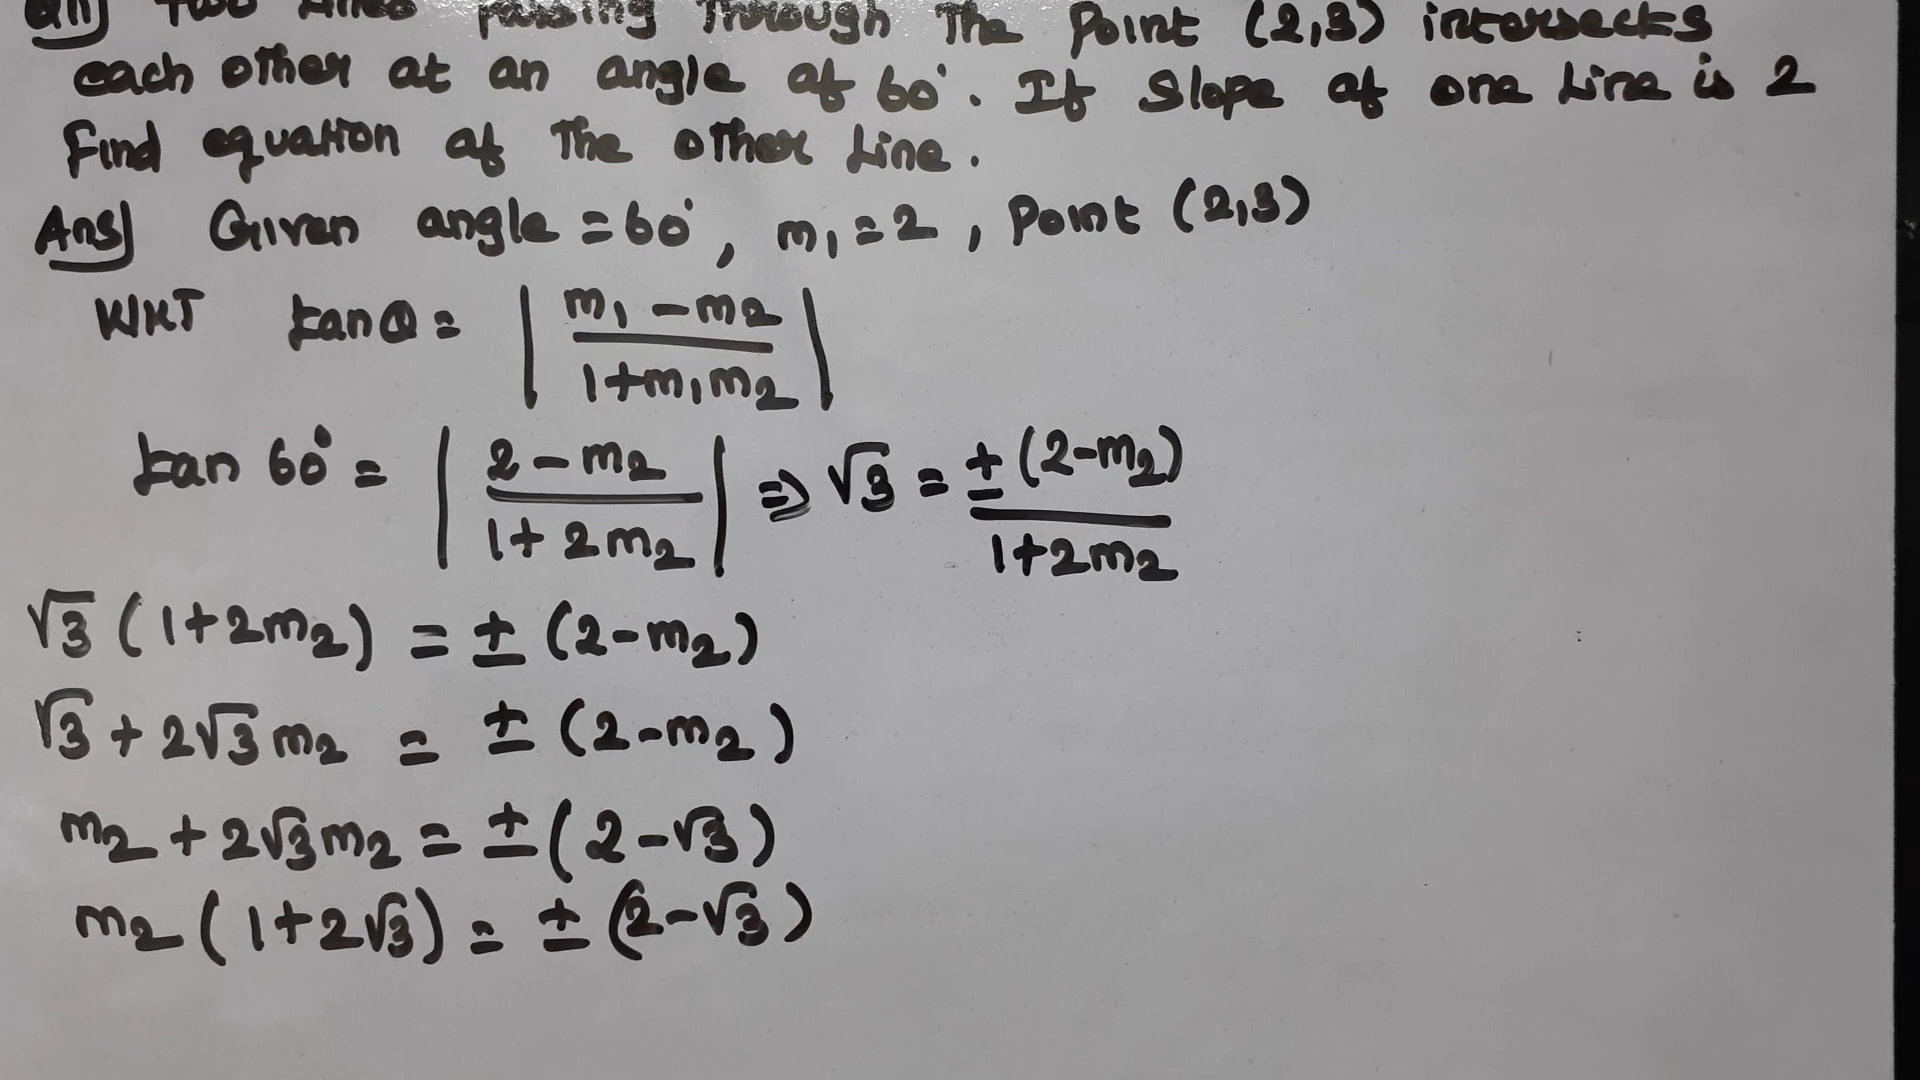 Q11) Two lines passing Through The Point (2,3) intersects
each other at an angle of 60°. If Slope of one Line is 2
Find equation of The other Line.
Ans) Given angle = 60°, m₁ = 2, Point (2,3)
WKT tanθ = | m₁ - m₂ / 1 + m₁m₂ |
tan 60° = | 2 - m₂ / 1 + 2m₂ | ⇒ √3 = ± (2-m₂) / 1+2m₂
√3 (1+2m₂) = ± (2-m₂)
√3 + 2√3 m₂ = ± (2-m₂)
m₂ + 2√3m₂ = ± (2-√3)
m₂ (1+2√3) = ± (2-√3)